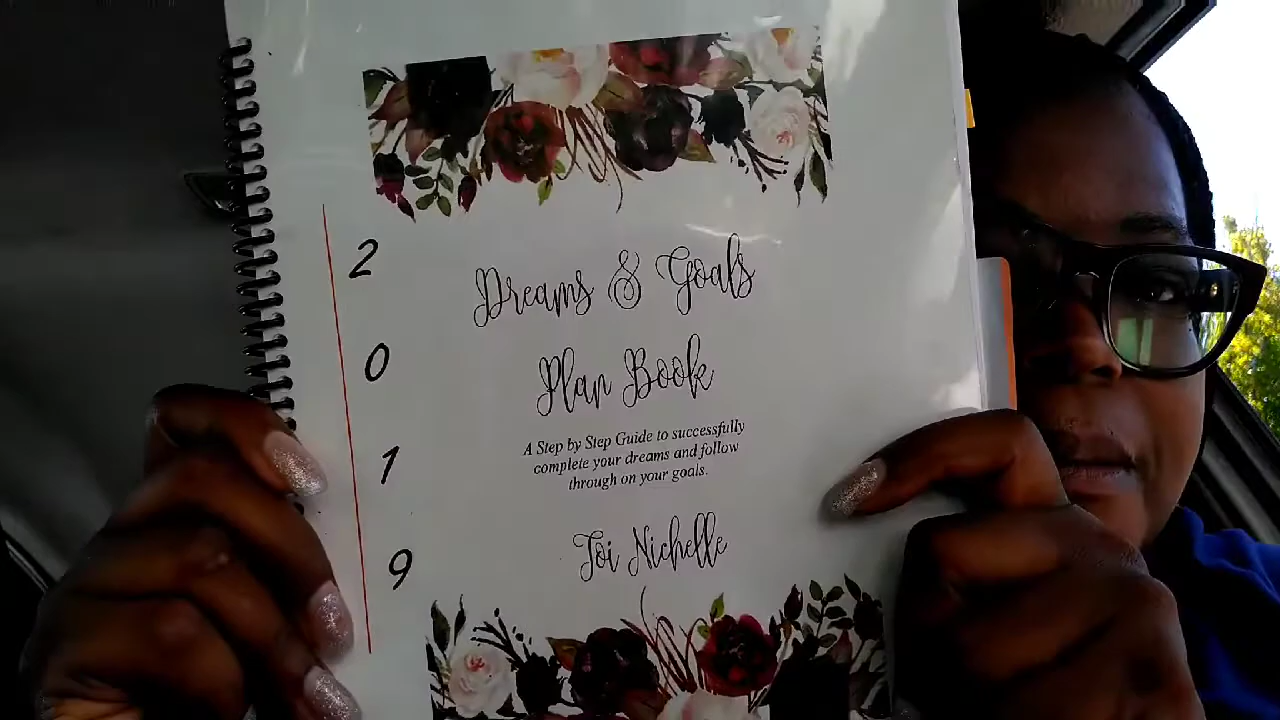 2
0
1
9
Dreams & Goals
Plan Book
A Step by Step Guide to successfully
complete your dreams and follow
through on your goals.
Toi Nichelle